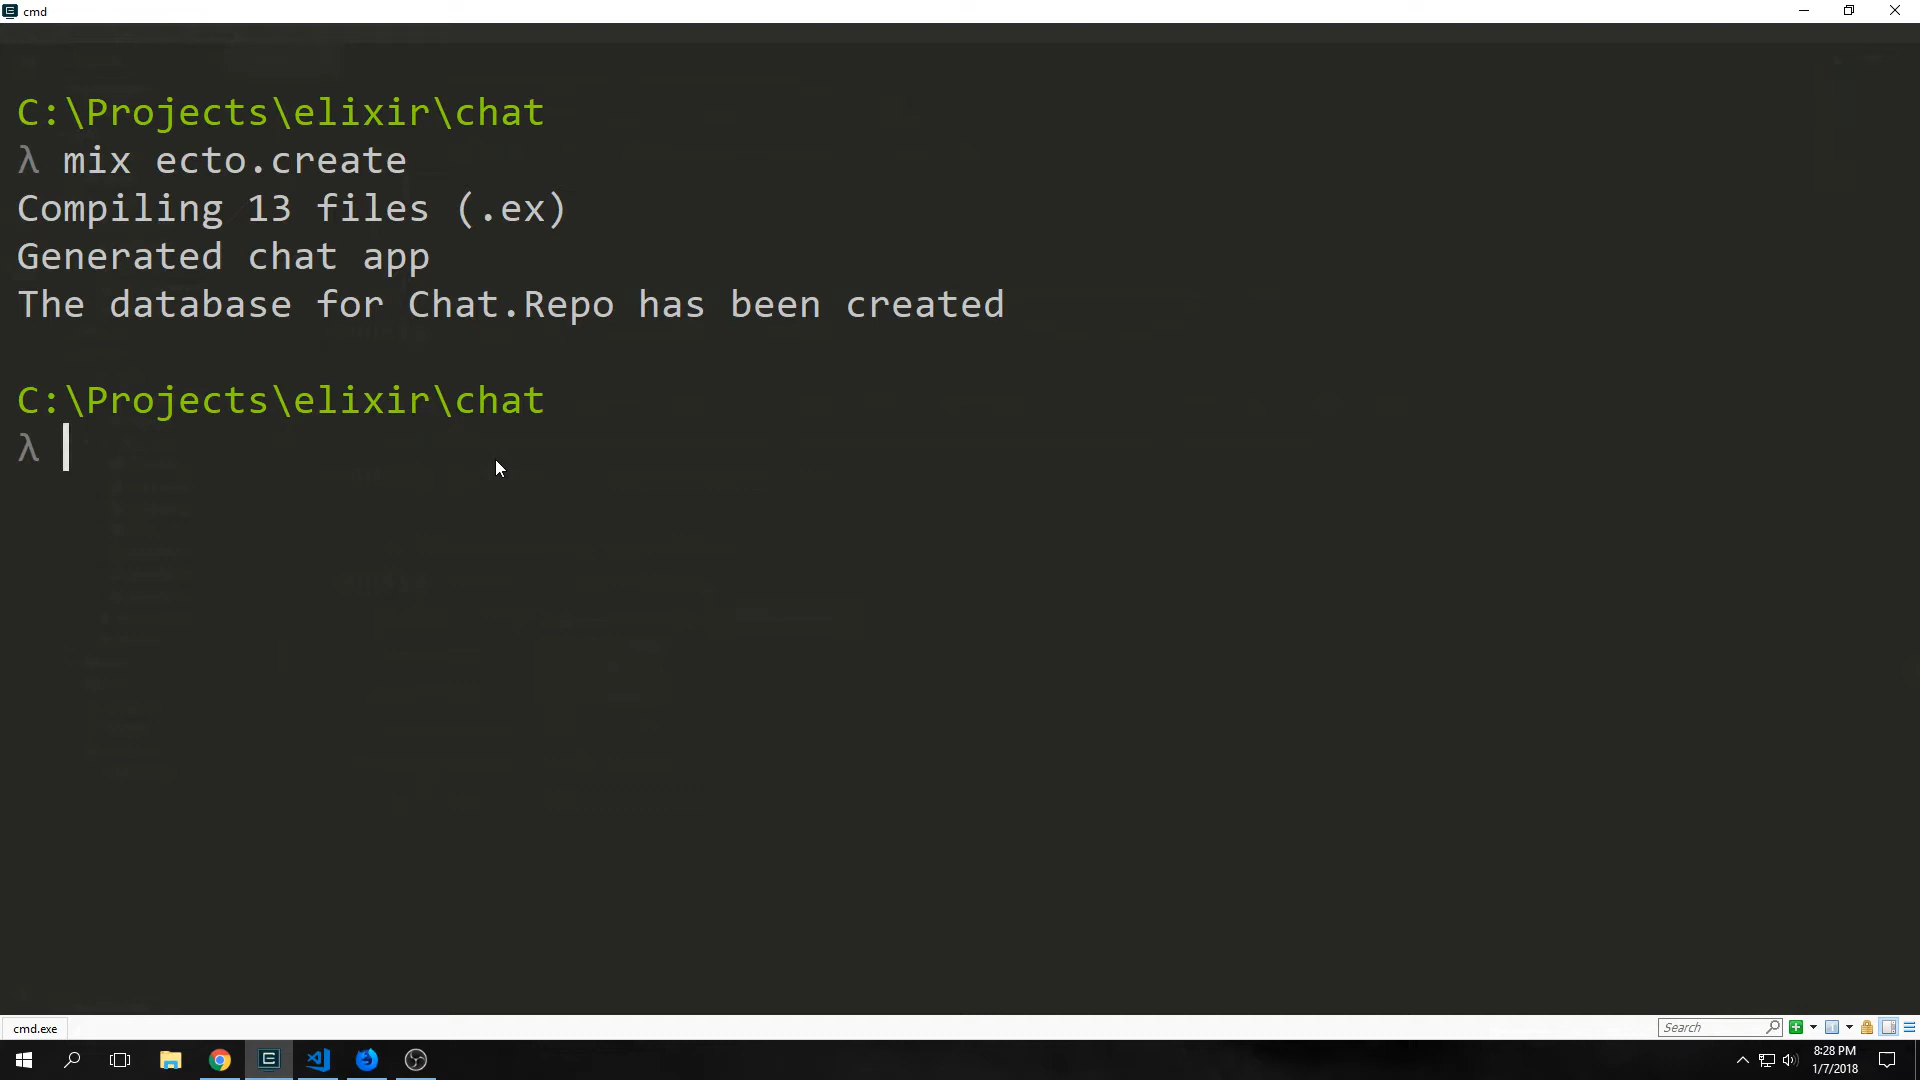 cmd
C:\Projects\elixir\chat
λ mix ecto.create
Compiling 13 files (.ex)
Generated chat app
The database for Chat.Repo has been created
C:\Projects\elixir\chat
λ
cmd.exe
Search
8:28 PM
1/7/2018